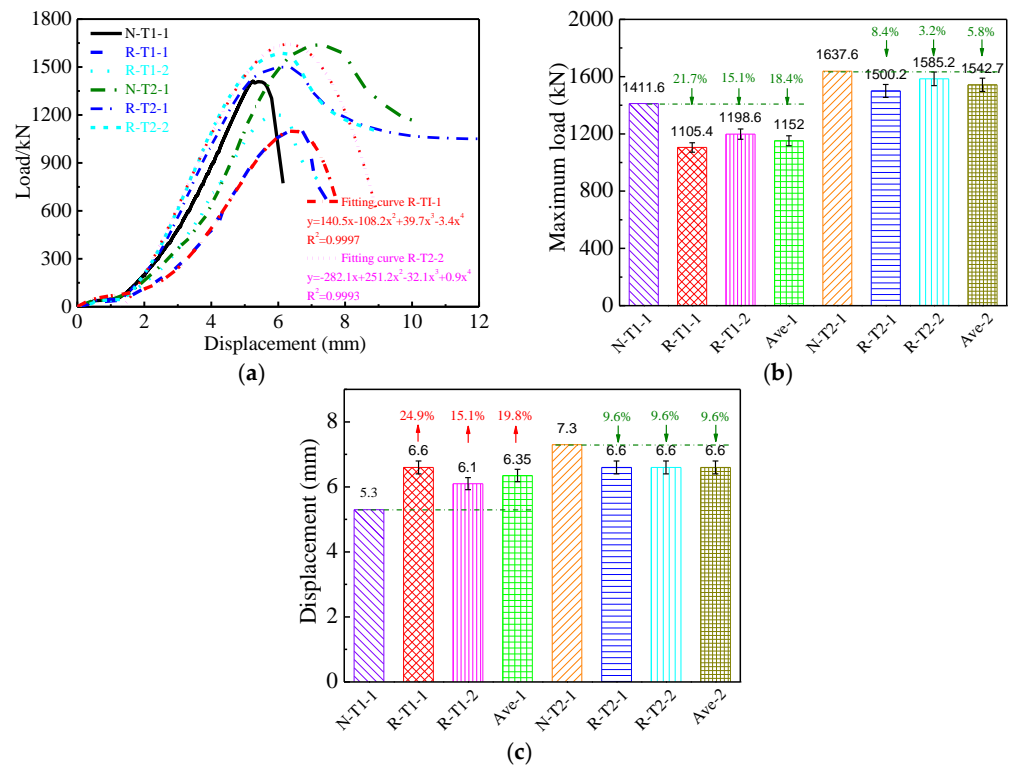 N-T1-1
R-T1-1
R-T1-2
N-T2-1
R-T2-1
R-T2-2
1800
1500
1200
900
600
300
0
Load/kN
Fitting curve R-TI-1
y=140.5x-108.2x²+39.7x³-3.4x⁴
R²=0.9997
Fitting curve R-T2-2
y=-282.1x+251.2x²-32.1x³+0.9x⁴
R²=0.9993
0 2 4 6 8 10 12
Displacement (mm)
(a)
2000
1600
1200
800
400
0
Maximum load (kN)
21.7% 15.1% 18.4% 8.4% 3.2% 5.8%
1411.6 1105.4 1198.6 1152 1637.6 1500.2 1585.2 1542.7
N-T1-1 R-T1-1 R-T1-2 Ave-1 N-T2-1 R-T2-1 R-T2-2 Ave-2
(b)
8
6
4
2
0
Displacement (mm)
24.9% 15.1% 19.8% 9.6% 9.6% 9.6%
5.3 6.6 6.1 6.35 7.3 6.6 6.6 6.6
N-T1-1 R-T1-1 R-T1-2 Ave-1 N-T2-1 R-T2-1 R-T2-2 Ave-2
(c)